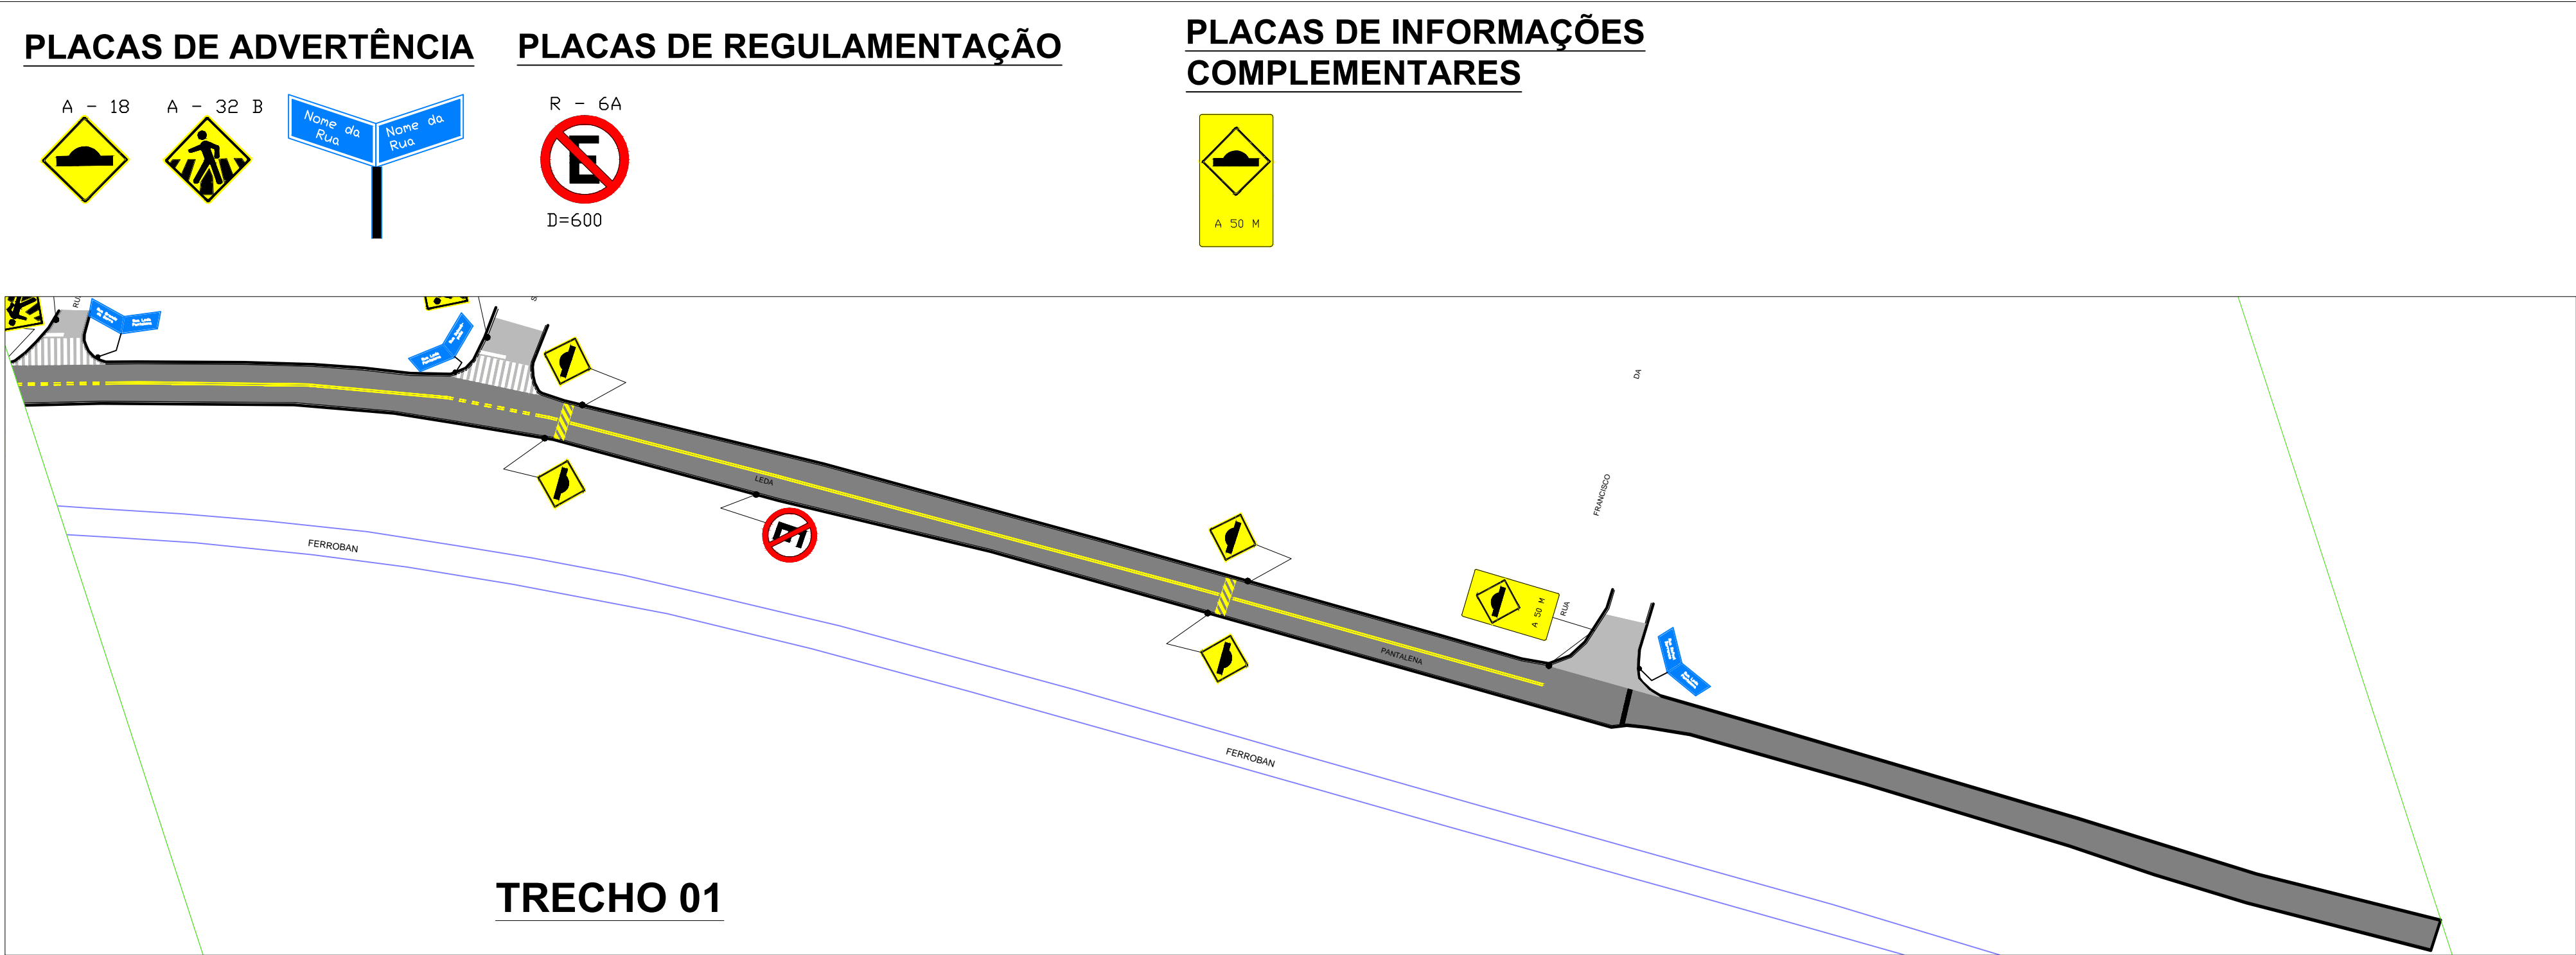 PLACAS DE ADVERTÊNCIA
PLACAS DE REGULAMENTAÇÃO
PLACAS DE INFORMAÇÕES
COMPLEMENTARES
A - 18
A - 32 B
Nome da
Rua
Nome da
Rua
R - 6A
E
D=600
A 50 M
DA
FRANCISCO
RUA
LEDA
E
FERROBAN
A 50 M
PANTALENA
FERROBAN
TRECHO 01